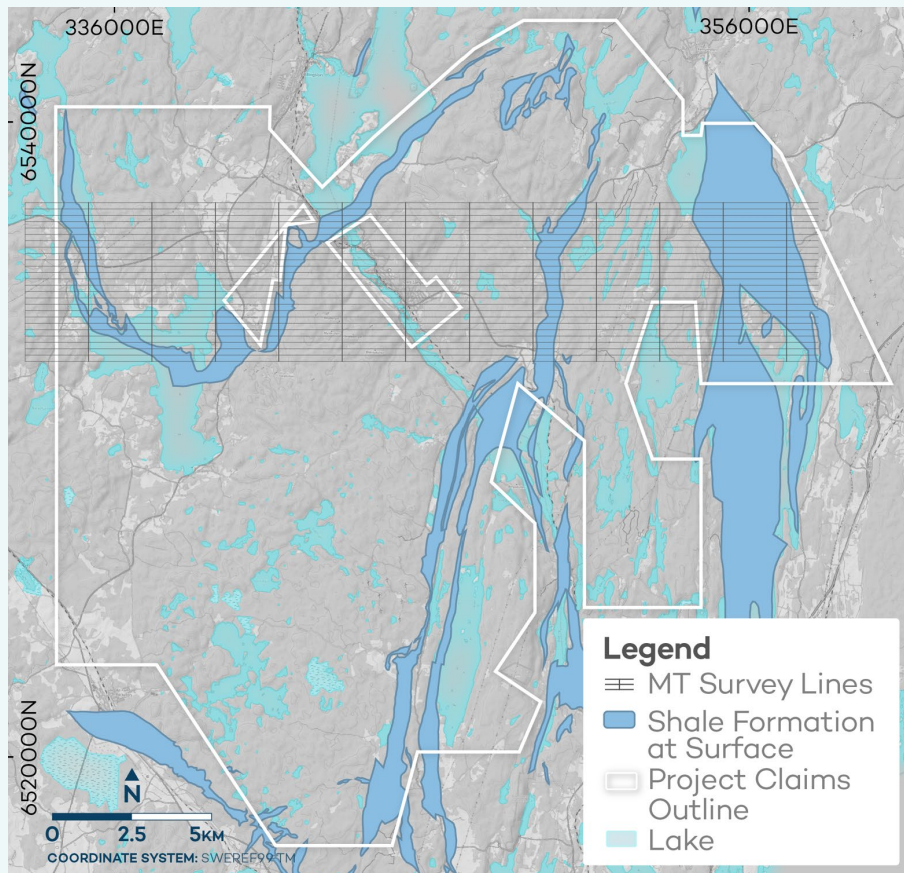 336000E
356000E
6540000N
6520000N
N
0 2.5 5KM
COORDINATE SYSTEM: SWEREF99 TM
Legend
MT Survey Lines
Shale Formation
at Surface
Project Claims
Outline
Lake